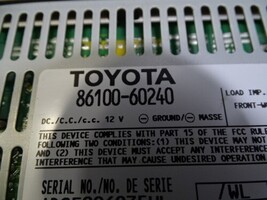 TOYOTA
86100-60240
LOAD IMP.
FRONT-W
DC./C.C./c.c. 12 V ⊖GROUND/⊖ MASSE
THIS DEVICE COMPLIES WITH PART 15 OF THE FCC RULE
FOLLOWING TWO CONDITIONS:(1) THIS DEVICE MAY NOT
AND (2) THIS DEVICE MUST ACCEPT ANY INTERFERENCE
INTERFERENCE THAT MAY CAUSE UNDESIRED OPERATION
SERIAL NO./NO. DE SERIE
/WL